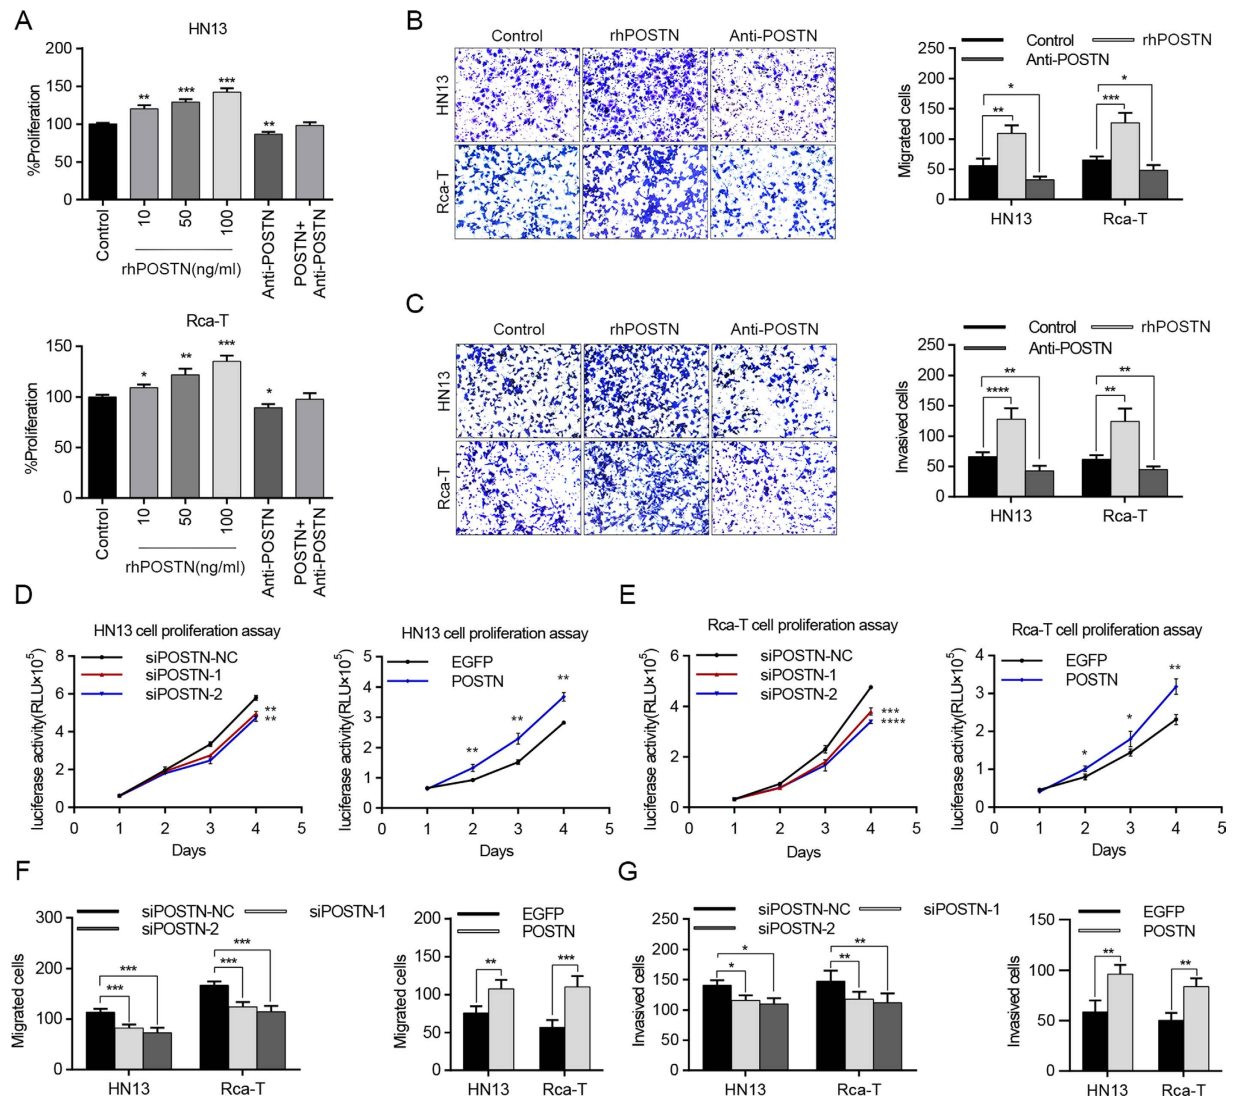 A
HN13
%Proliferation
200
150
100
50
0
** *** *** **
Control
10
50
100
rhPOSTN(ng/ml)
Anti-POSTN
POSTN+
Anti-POSTN
Rca-T
%Proliferation
150
100
50
0
* ** *** *
Control
10
50
100
rhPOSTN(ng/ml)
Anti-POSTN
POSTN+
Anti-POSTN
B
Control rhPOSTN Anti-POSTN
HN13
Rca-T
Control rhPOSTN
Anti-POSTN
Migrated cells
250
200
150
100
50
0
* ** * ***
HN13 Rca-T
C
Control rhPOSTN Anti-POSTN
HN13
Rca-T
Control rhPOSTN
Anti-POSTN
Invasived cells
250
200
150
100
50
0
** **** ** **
HN13 Rca-T
D
HN13 cell proliferation assay
siPOSTN-NC
siPOSTN-1
siPOSTN-2
luciferase activity(RLU×10⁵)
8
6
4
2
0
**
**
0 1 2 3 4 5
Days
HN13 cell proliferation assay
EGFP
POSTN
luciferase activity(RLU×10⁵)
5
4
3
2
1
0
** ** **
0 1 2 3 4 5
Days
E
Rca-T cell proliferation assay
siPOSTN-NC
siPOSTN-1
siPOSTN-2
luciferase activity(RLU×10⁵)
6
4
2
0
***
****
0 1 2 3 4 5
Days
Rca-T cell proliferation assay
EGFP
POSTN
luciferase activity(RLU×10⁵)
4
3
2
1
0
* * **
0 1 2 3 4 5
Days
F
siPOSTN-NC siPOSTN-1
siPOSTN-2
Migrated cells
300
200
100
0
*** *** *** ***
HN13 Rca-T
EGFP
POSTN
Migrated cells
200
150
100
50
0
** ***
HN13 Rca-T
G
siPOSTN-NC siPOSTN-1
siPOSTN-2
Invasived cells
250
200
150
100
50
0
* * ** **
HN13 Rca-T
EGFP
POSTN
Invasived cells
150
100
50
0
** **
HN13 Rca-T